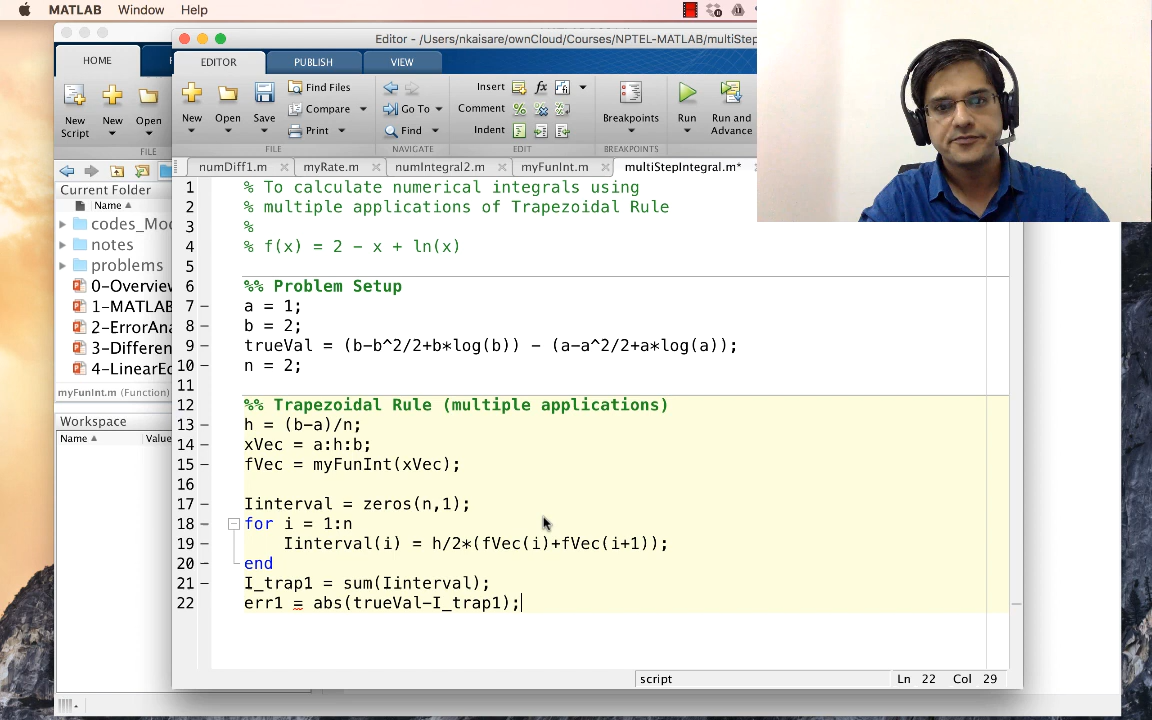 MATLAB Window Help
Editor - /Users/nkaisare/ownCloud/Courses/NPTEL-MATLAB/multiStep
HOME
EDITOR PUBLISH VIEW
New Script
New
Open
FILE
New
Open
Save
Find Files
Compare
Print
FILE
Go To
Find
NAVIGATE
Insert
Comment
Indent
EDIT
Breakpoints
BREAKPOINTS
Run
Run and Advance
numDiff1.m myRate.m numIntegral2.m myFunInt.m multiStepIntegral.m*
Current Folder
Name
codes_Mod
notes
problems
0-Overview
1-MATLAB
2-ErrorAna
3-Differen
4-LinearEq
myFunInt.m (Function)
Workspace
Name Value
1 % To calculate numerical integrals using
2 % multiple applications of Trapezoidal Rule
3 %
4 % f(x) = 2 - x + ln(x)
5
6 %% Problem Setup
7 a = 1;
8 b = 2;
9 trueVal = (b-b^2/2+b*log(b)) - (a-a^2/2+a*log(a));
10 n = 2;
11
12 %% Trapezoidal Rule (multiple applications)
13 h = (b-a)/n;
14 xVec = a:h:b;
15 fVec = myFunInt(xVec);
16
17 Iinterval = zeros(n,1);
18 for i = 1:n
19 Iinterval(i) = h/2*(fVec(i)+fVec(i+1));
20 end
21 I_trap1 = sum(Iinterval);
22 err1 = abs(trueVal-I_trap1);
script Ln 22 Col 29